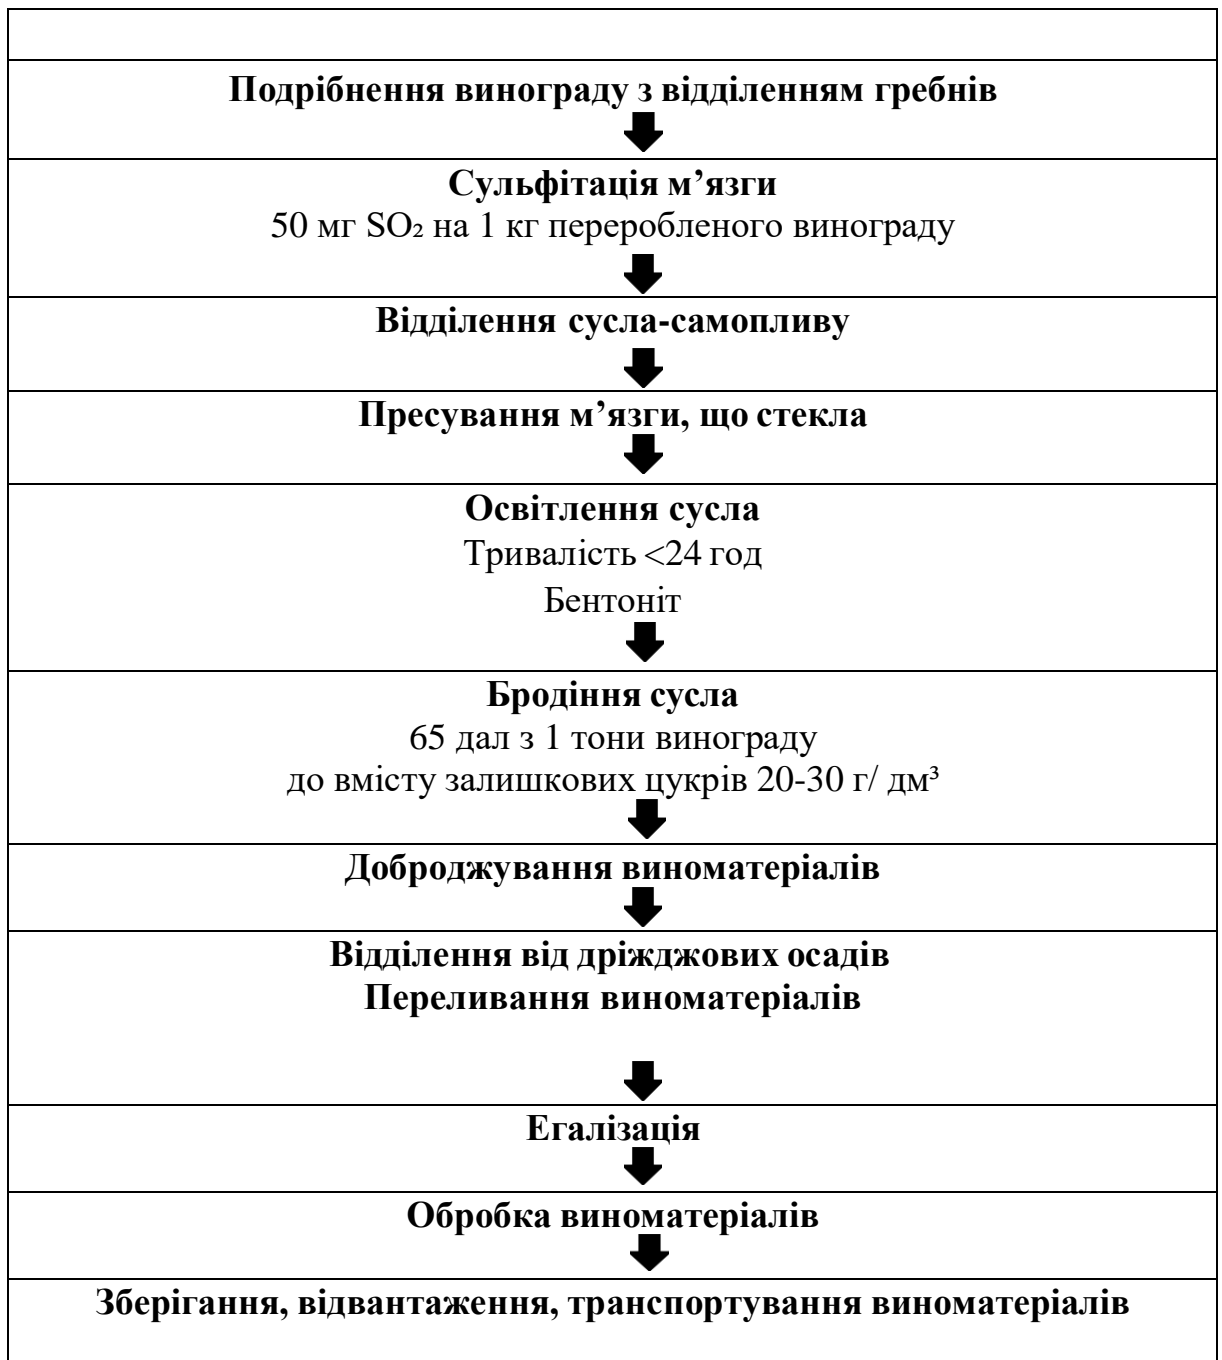 Подрібнення винограду з відділенням гребнів
Сульфітація м’язги
50 мг SO₂ на 1 кг переробленого винограду
Відділення сусла-самопливу
Пресування м’язги, що стекла
Освітлення сусла
Тривалість <24 год
Бентоніт
Бродіння сусла
65 дал з 1 тони винограду
до вмісту залишкових цукрів 20-30 г/ дм³
Доброджування виноматеріалів
Відділення від дріжджових осадів
Переливання виноматеріалів
Егалізація
Обробка виноматеріалів
Зберігання, відвантаження, транспортування виноматеріалів